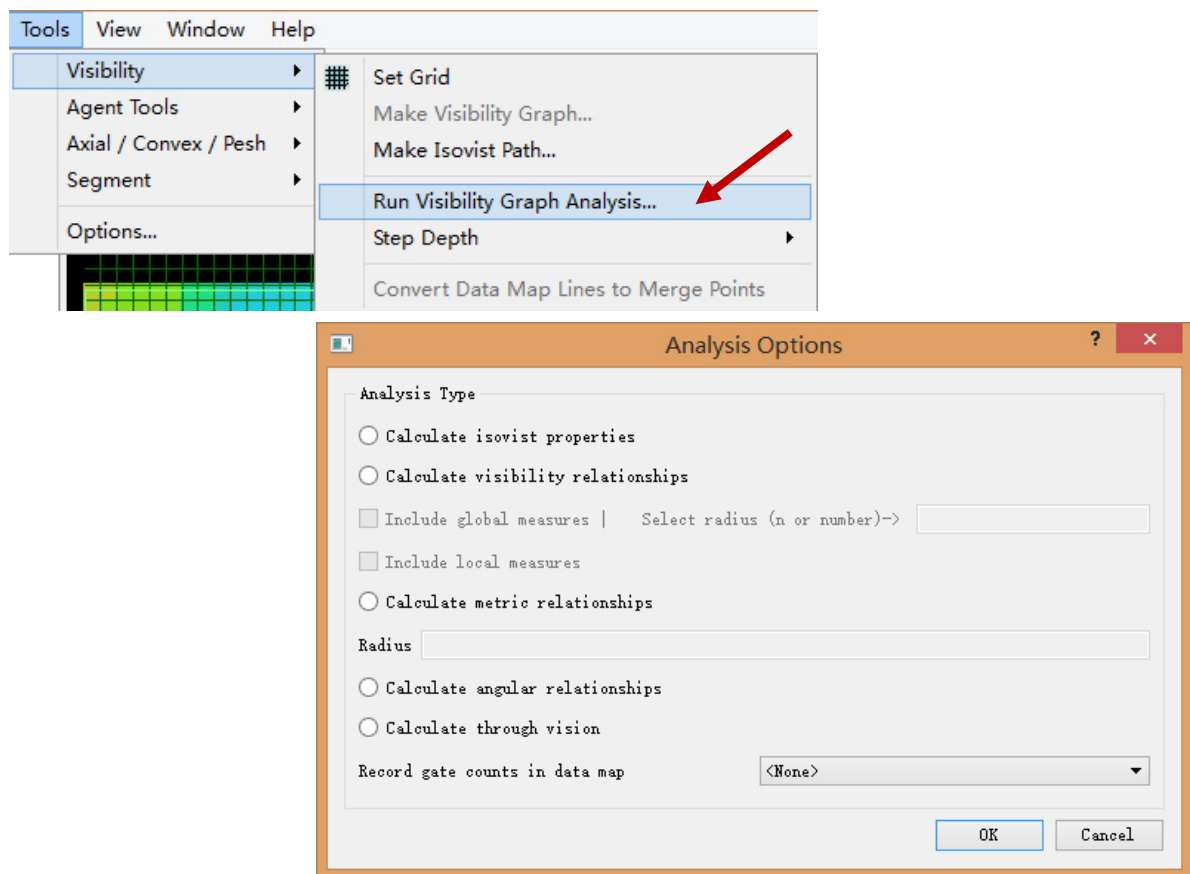 Tools View Window Help
Visibility
Agent Tools
Axial / Convex / Pesh
Segment
Options...
Set Grid
Make Visibility Graph...
Make Isovist Path...
Run Visibility Graph Analysis...
Step Depth
Convert Data Map Lines to Merge Points
Analysis Options
?
Analysis Type
Calculate isovist properties
Calculate visibility relationships
Include global measures | Select radius (n or number)->
Include local measures
Calculate metric relationships
Radius
Calculate angular relationships
Calculate through vision
Record gate counts in data map <None>
OK Cancel